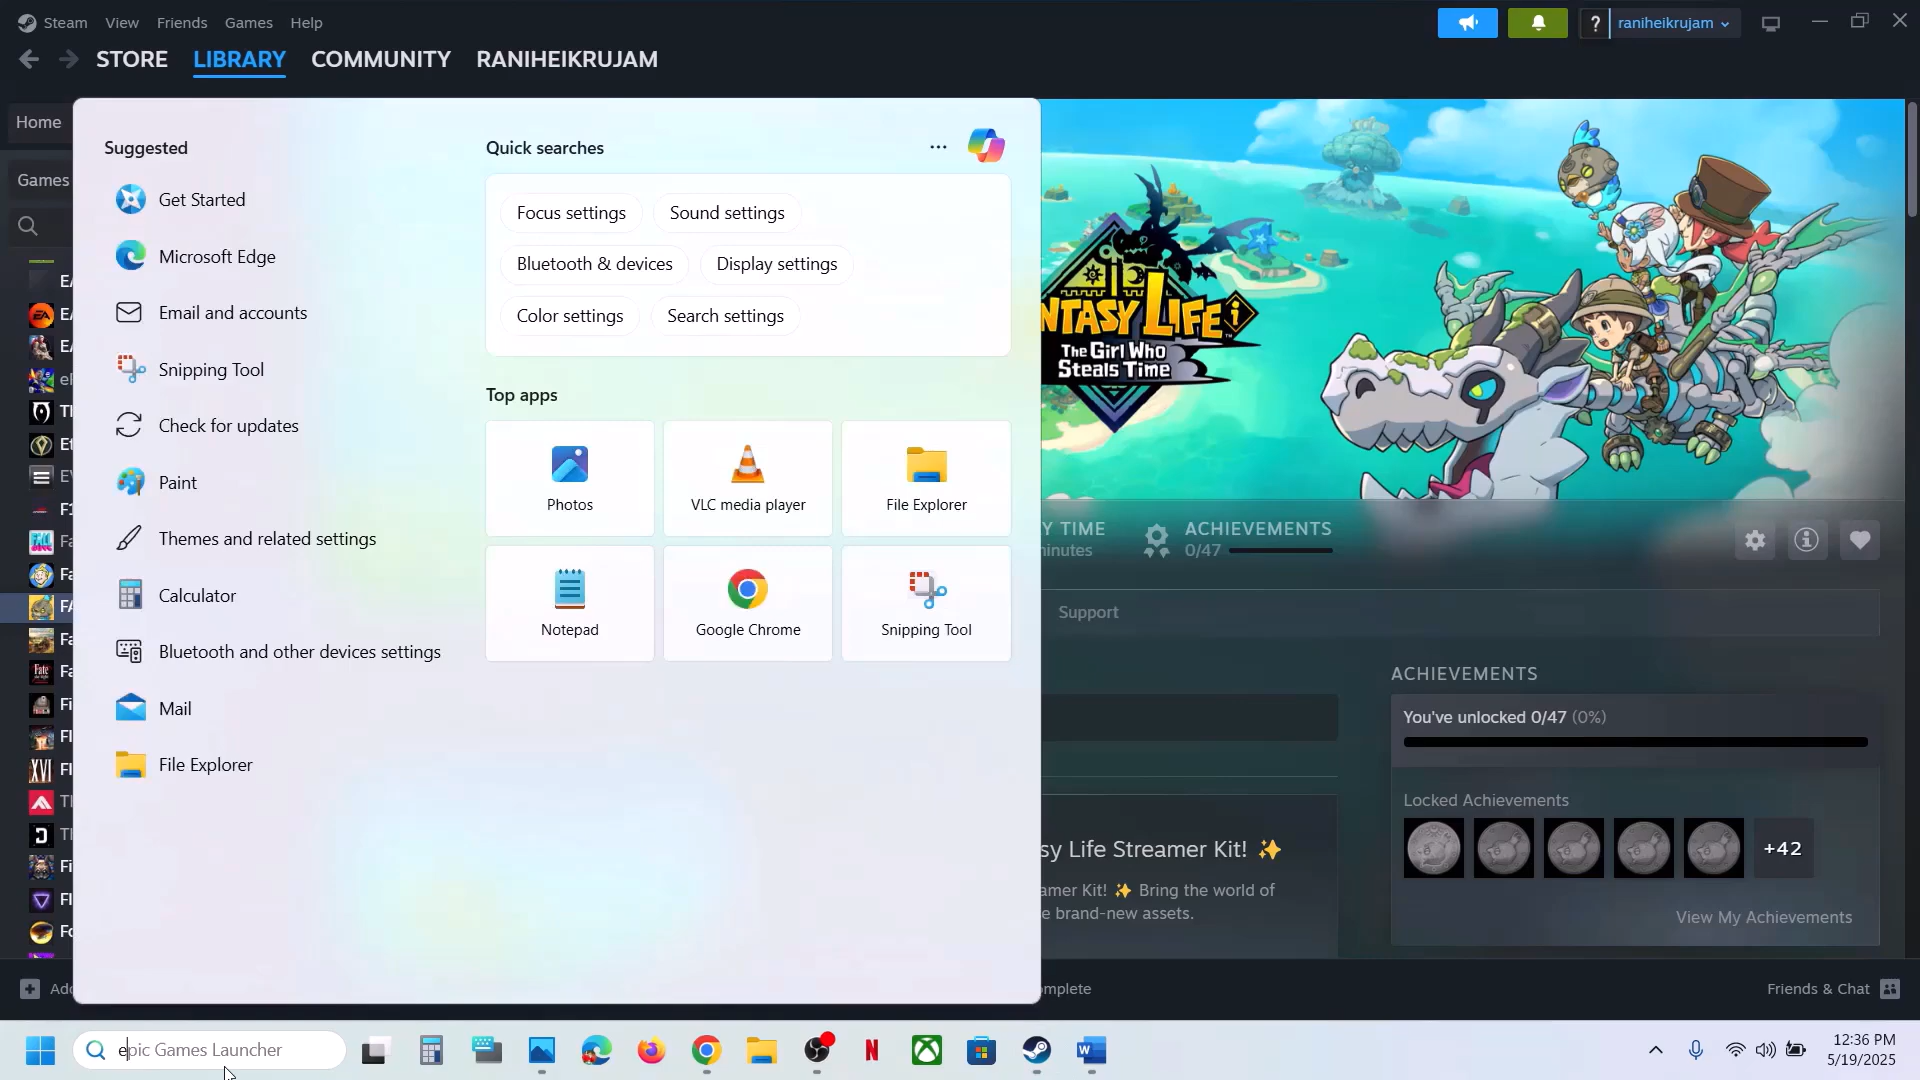 Steam View Friends Games Help
raniheikrujam
STORE LIBRARY COMMUNITY RANIHEIKRUJAM
Home
Games
Suggested
Get Started
Microsoft Edge
Email and accounts
Snipping Tool
Check for updates
Paint
Themes and related settings
Calculator
Bluetooth and other devices settings
Mail
File Explorer
Quick searches
Focus settings Sound settings
Bluetooth & devices Display settings
Color settings Search settings
Top apps
Photos VLC media player File Explorer
Notepad Google Chrome Snipping Tool
NTASY LIFE i
The Girl Who
Steals Time
Y TIME
minutes
ACHIEVEMENTS
0/47
Support
ACHIEVEMENTS
You've unlocked 0/47 (0%)
Locked Achievements
+42
View My Achievements
sy Life Streamer Kit! ✨
amer Kit! ✨ Bring the world of
e brand-new assets.
Add
mplete
Friends & Chat
epic Games Launcher
12:36 PM
5/19/2025